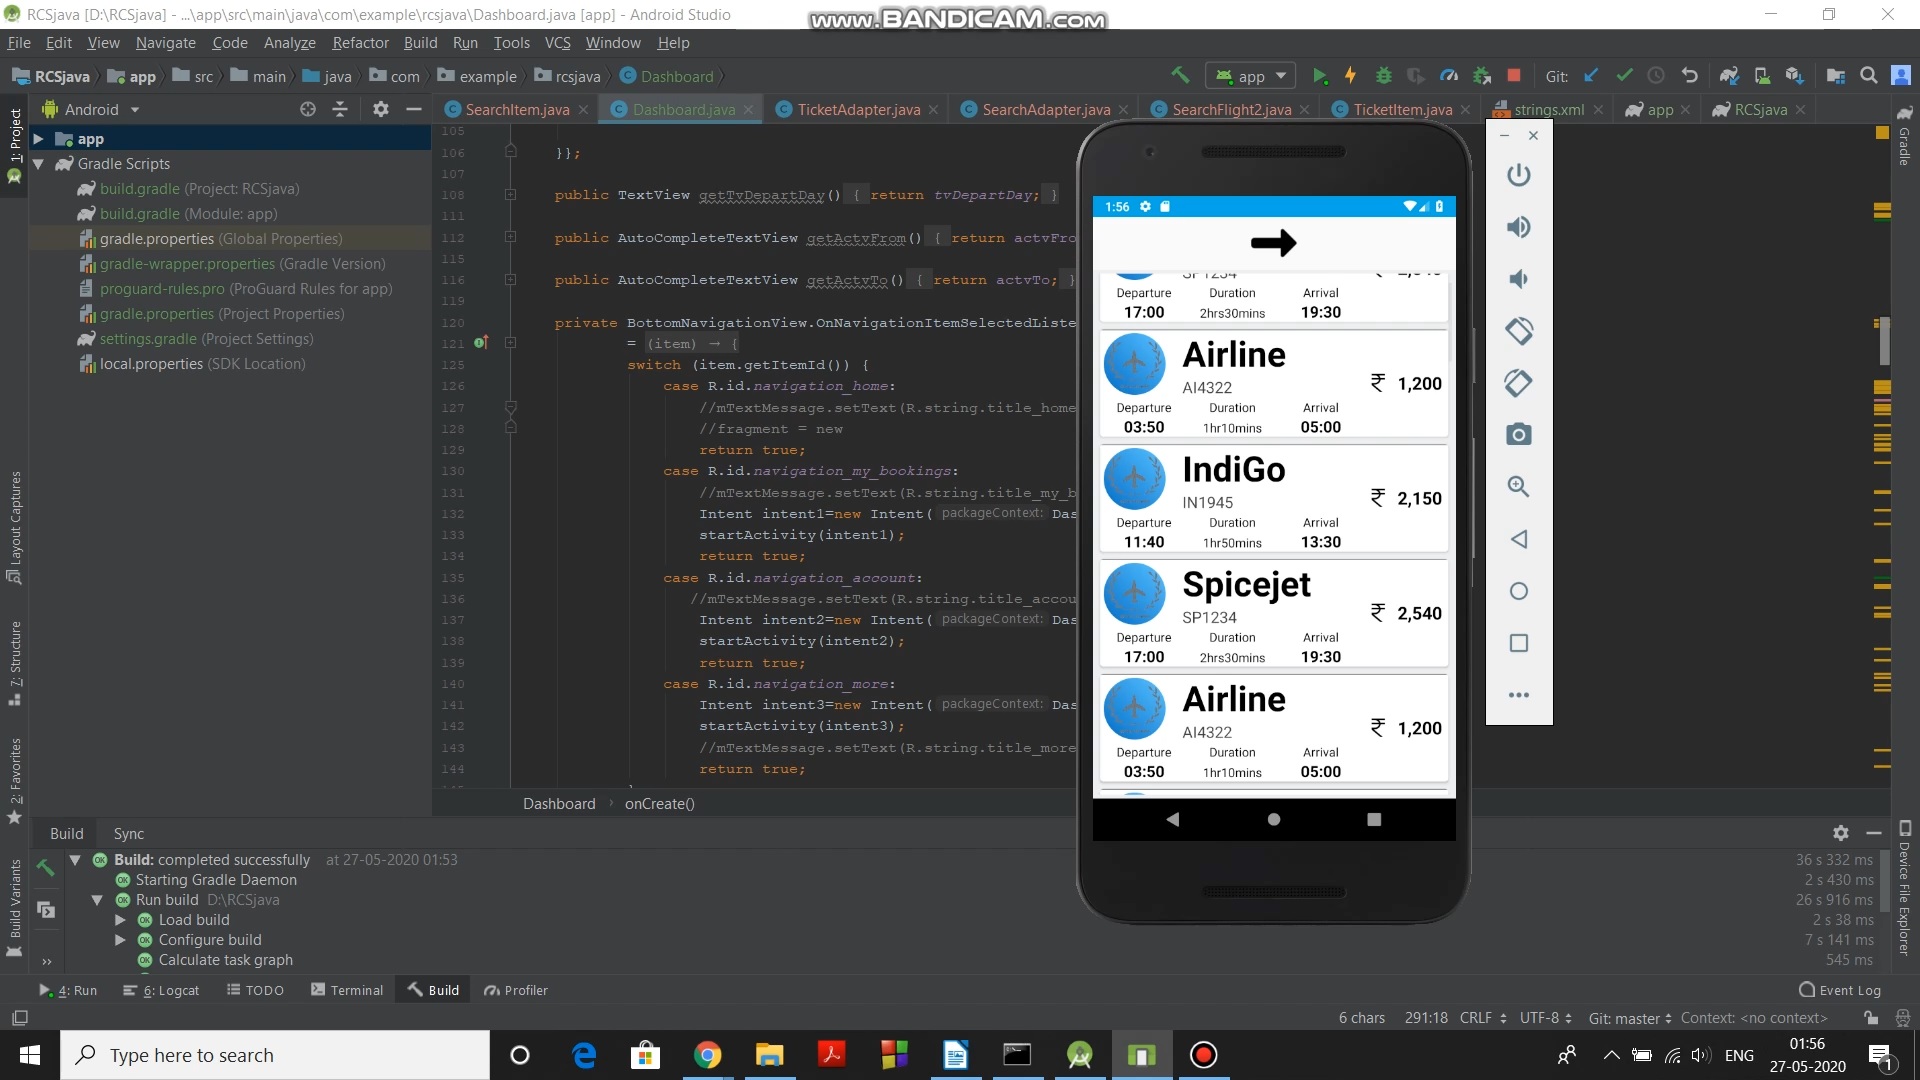 RCSjava [D:\RCSjava] - ...\app\src\main\java\com\example\rcsjava\Dashboard.java [app] - Android Studio
www.BANDICAM.com
File Edit View Navigate Code Analyze Refactor Build Run Tools VCS Window Help
RCSjava app src main java com example rcsjava Dashboard
app
Git:
Android
SearchItem.java Dashboard.java TicketAdapter.java SearchAdapter.java SearchFlight2.java TicketItem.java strings.xml app RCSjava
1: Project
Layout Captures
7: Structure
2: Favorites
Build Variants
Gradle
Device File Explorer
app
Gradle Scripts
build.gradle (Project: RCSjava)
build.gradle (Module: app)
gradle.properties (Global Properties)
gradle-wrapper.properties (Gradle Version)
proguard-rules.pro (ProGuard Rules for app)
gradle.properties (Project Properties)
settings.gradle (Project Settings)
local.properties (SDK Location)
105
106 }};
107
108 public TextView getTvDepartDay() { return tvDepartDay; }
111
112 public AutoCompleteTextView getActvFrom() { return actvFro
115
116 public AutoCompleteTextView getActvTo() { return actvTo; }
119
120 private BottomNavigationView.OnNavigationItemSelectedListe
121 = (item) → {
125 switch (item.getItemId()) {
126 case R.id.navigation_home:
127 //mTextMessage.setText(R.string.title_home
128 //fragment = new
129 return true;
130 case R.id.navigation_my_bookings:
131 //mTextMessage.setText(R.string.title_my_b
132 Intent intent1=new Intent( packageContext: Das
133 startActivity(intent1);
134 return true;
135 case R.id.navigation_account:
136 //mTextMessage.setText(R.string.title_accou
137 Intent intent2=new Intent( packageContext: Das
138 startActivity(intent2);
139 return true;
140 case R.id.navigation_more:
141 Intent intent3=new Intent( packageContext: Das
142 startActivity(intent3);
143 //mTextMessage.setText(R.string.title_more
144 return true;
Dashboard › onCreate()
1:56
Departure Duration Arrival
17:00 2hrs30mins 19:30
Airline
AI4322 ₹ 1,200
Departure Duration Arrival
03:50 1hr10mins 05:00
IndiGo
IN1945 ₹ 2,150
Departure Duration Arrival
11:40 1hr50mins 13:30
Spicejet
SP1234 ₹ 2,540
Departure Duration Arrival
17:00 2hrs30mins 19:30
Airline
AI4322 ₹ 1,200
Departure Duration Arrival
03:50 1hr10mins 05:00
Build Sync
Build: completed successfully at 27-05-2020 01:53 36 s 332 ms
Starting Gradle Daemon 2 s 430 ms
Run build D:\RCSjava 26 s 916 ms
Load build 2 s 38 ms
Configure build 7 s 141 ms
Calculate task graph 545 ms
4: Run 6: Logcat TODO Terminal Build Profiler Event Log
6 chars 291:18 CRLF UTF-8 Git: master Context: <no context>
Type here to search
ENG
01:56
27-05-2020
1